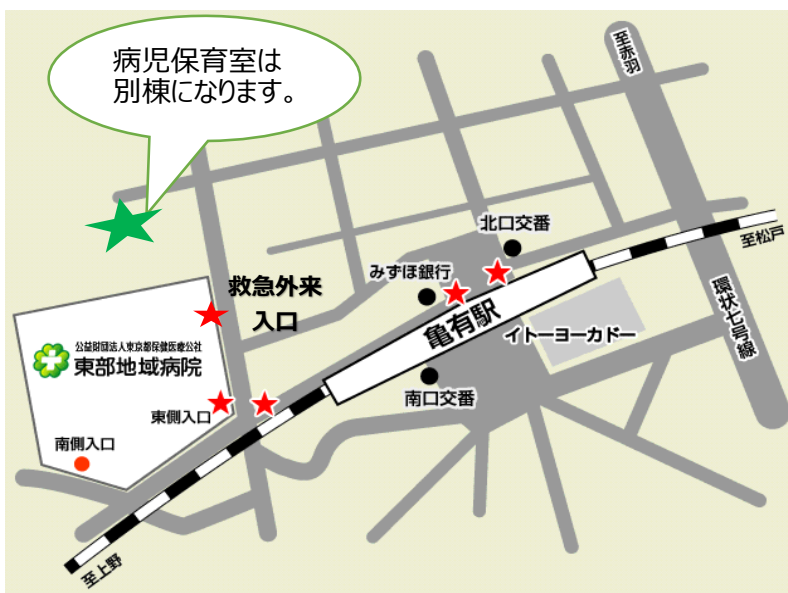 病児保育室は
別棟になります。
至赤羽
北口交番
至松戸
みずほ銀行
救急外来
入口
亀有駅
イトーヨーカドー
環状七号線
公益財団法人東京都保健医療公社
東部地域病院
東側入口
南口交番
南側入口
至上野